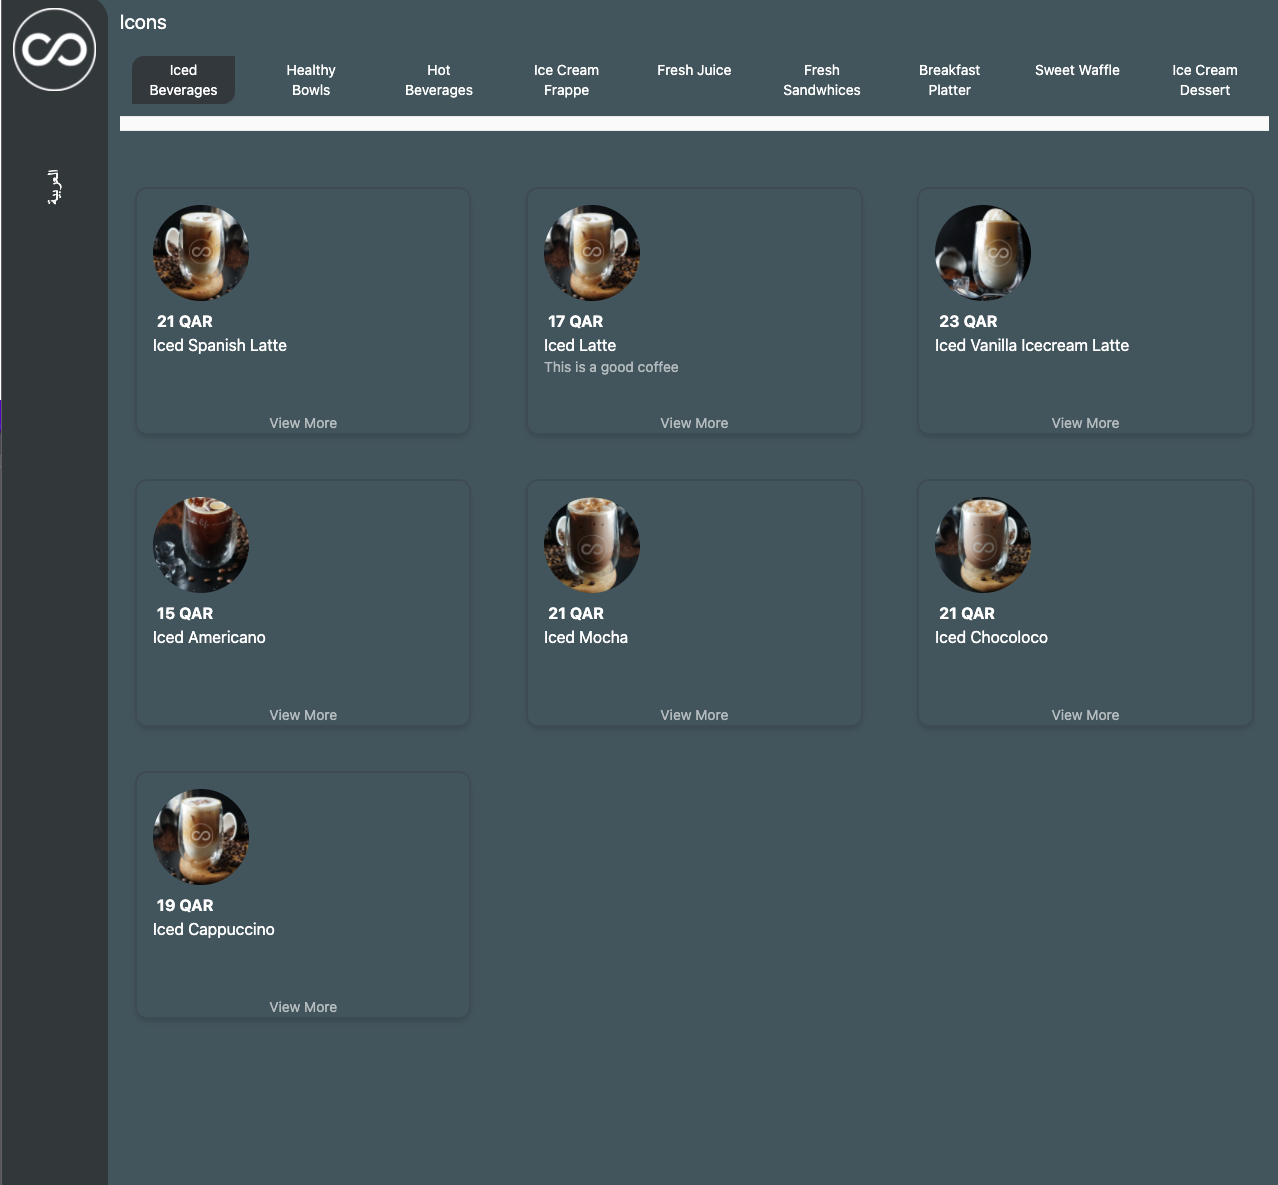 Icons
Iced
Beverages
Healthy
Bowls
Hot
Beverages
Ice Cream
Frappe
Fresh Juice
Fresh
Sandwhices
Breakfast
Platter
Sweet Waffle
Ice Cream
Dessert
العربية
21 QAR
Iced Spanish Latte
View More
17 QAR
Iced Latte
This is a good coffee
View More
23 QAR
Iced Vanilla Icecream Latte
View More
15 QAR
Iced Americano
View More
21 QAR
Iced Mocha
View More
21 QAR
Iced Chocoloco
View More
19 QAR
Iced Cappuccino
View More